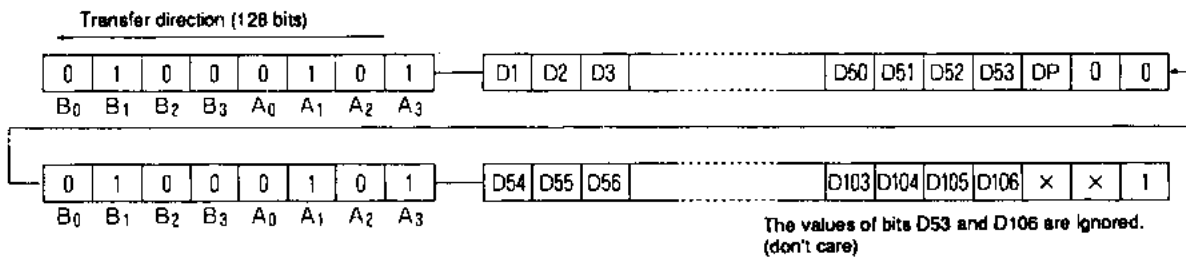 Transfer direction (128 bits)
0 1 0 0 0 1 0 1 D1 D2 D3 D50 D51 D52 D53 DP 0 0
B0 B1 B2 B3 A0 A1 A2 A3
0 1 0 0 0 1 0 1 D54 D55 D56 D103 D104 D105 D106 × × 1
B0 B1 B2 B3 A0 A1 A2 A3
The values of bits D53 and D106 are ignored.
(don't care)